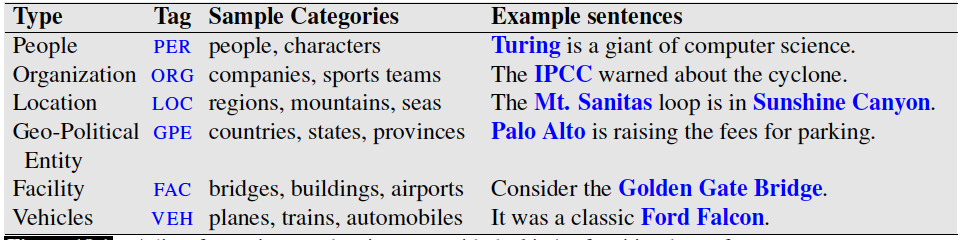 Type Tag Sample Categories Example sentences
People PER people, characters Turing is a giant of computer science.
Organization ORG companies, sports teams The IPCC warned about the cyclone.
Location LOC regions, mountains, seas The Mt. Sanitas loop is in Sunshine Canyon.
Geo-Political GPE countries, states, provinces Palo Alto is raising the fees for parking.
Entity
Facility FAC bridges, buildings, airports Consider the Golden Gate Bridge.
Vehicles VEH planes, trains, automobiles It was a classic Ford Falcon.